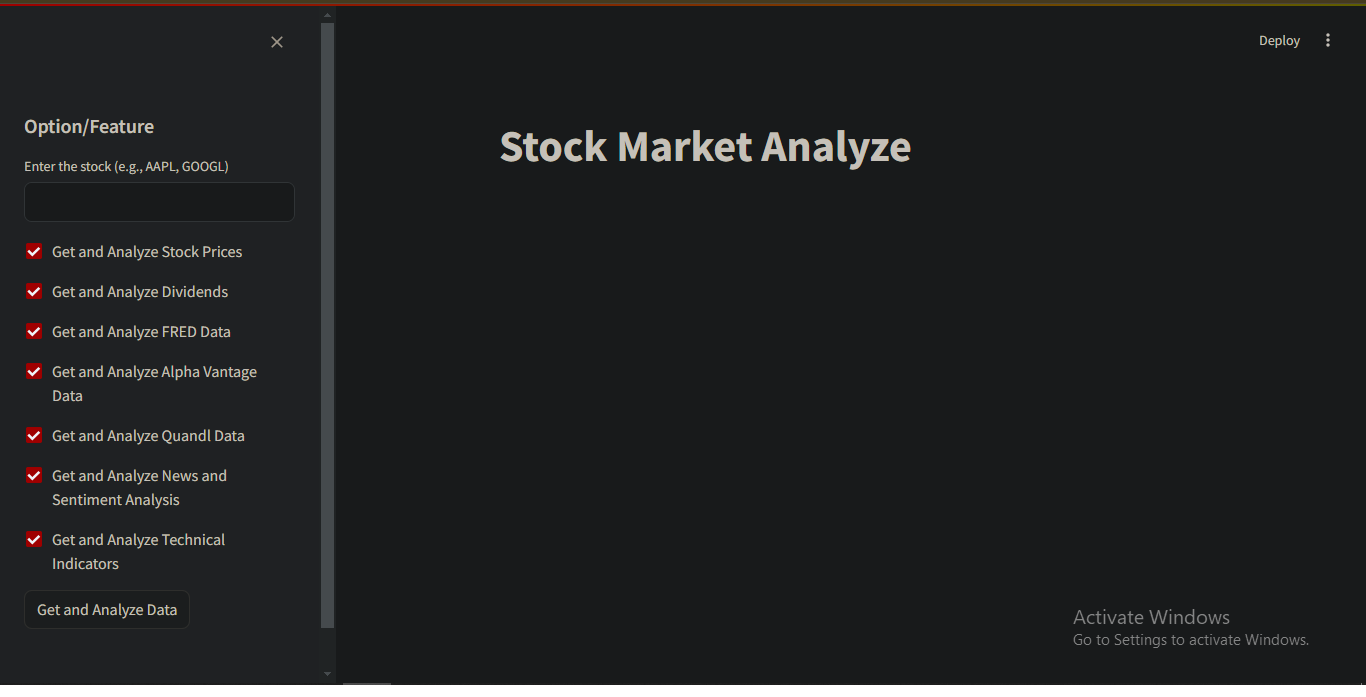 Deploy
Option/Feature
Enter the stock (e.g., AAPL, GOOGL)
Get and Analyze Stock Prices
Get and Analyze Dividends
Get and Analyze FRED Data
Get and Analyze Alpha Vantage
Data
Get and Analyze Quandl Data
Get and Analyze News and
Sentiment Analysis
Get and Analyze Technical
Indicators
Get and Analyze Data
Stock Market Analyze
Activate Windows
Go to Settings to activate Windows.